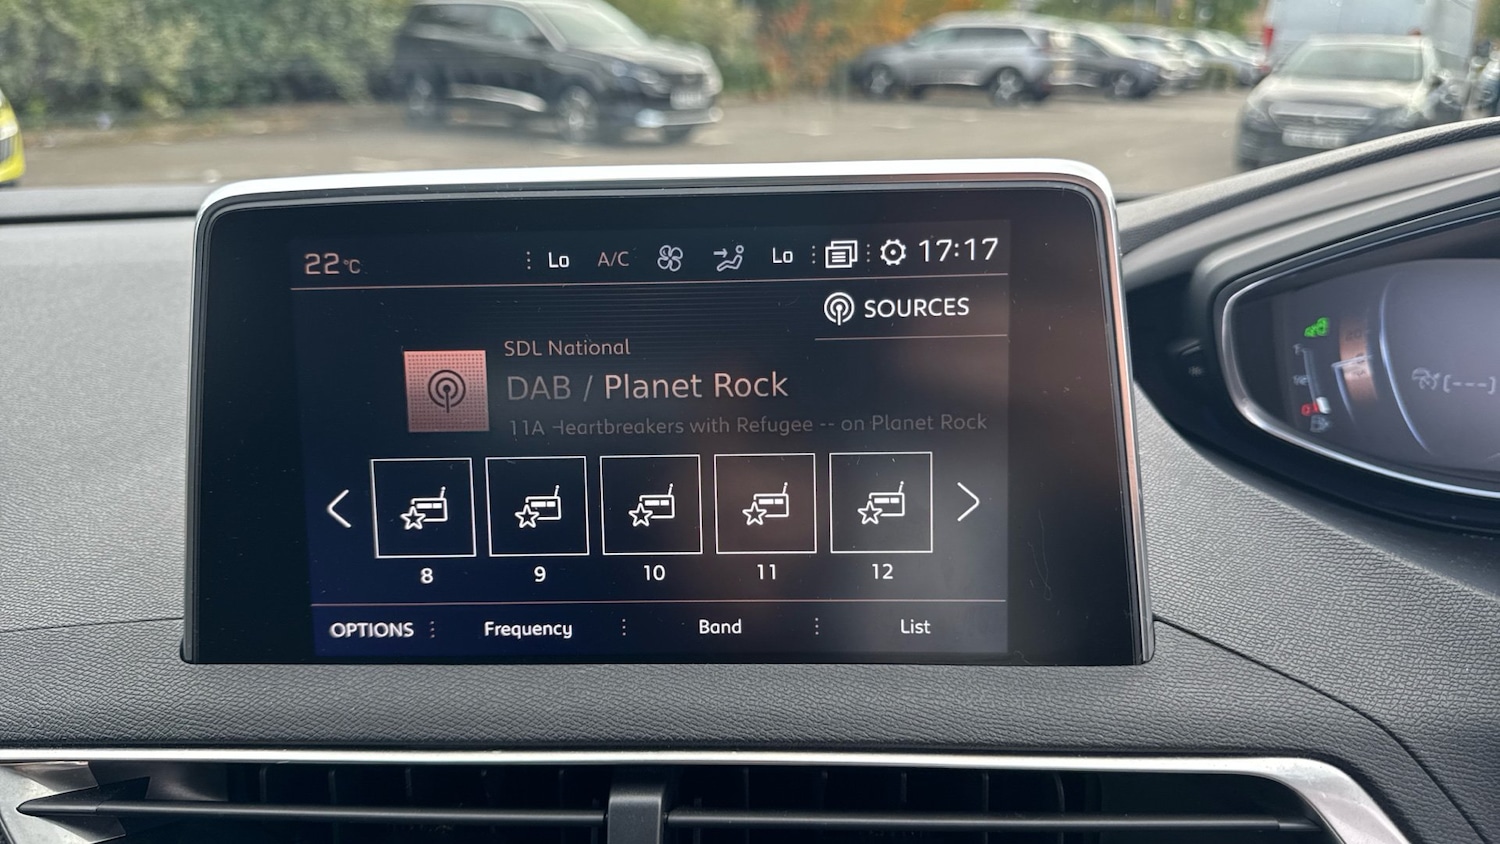 22°C Lo A/C Lo 17:17
SOURCES
SDL National
DAB / Planet Rock
11A Heartbreakers with Refugee -- on Planet Rock
8 9 10 11 12
OPTIONS Frequency Band List
[---]